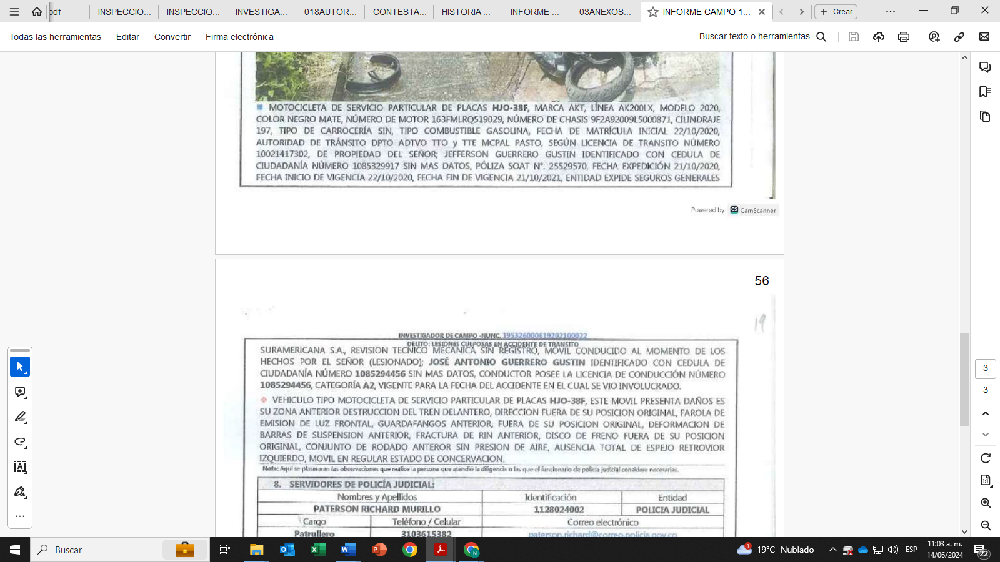 pdf
INSPECCIO...
INSPECCIO...
INVESTIGA...
018AUTOR...
CONTESTA...
HISTORIA ...
INFORME ...
03ANEXOS...
INFORME CAMPO 1...
Crear
Todas las herramientas
Editar
Convertir
Firma electrónica
Buscar texto o herramientas
MOTOCICLETA DE SERVICIO PARTICULAR DE PLACAS HJO-38F, MARCA AKT, LÍNEA AK200LX, MODELO 2020,
COLOR NEGRO MATE, NÚMERO DE MOTOR 163FMLRQ519029, NÚMERO DE CHASIS 9F2A92009L5000871, CILINDRAJE
197, TIPO DE CARROCERÍA SIN, TIPO COMBUSTIBLE GASOLINA, FECHA DE MATRÍCULA INICIAL 22/10/2020,
AUTORIDAD DE TRÁNSITO DPTO ADTVO TTO y TTE MCPAL PASTO, SEGÚN LICENCIA DE TRANSITO NÚMERO
10021417302, DE PROPIEDAD DEL SEÑOR; JEFFERSON GUERRERO GUSTIN IDENTIFICADO CON CEDULA DE
CIUDADANÍA NÚMERO 1085329917 SIN MAS DATOS, PÓLIZA SOAT N°. 25529570, FECHA EXPEDICIÓN 21/10/2020,
FECHA INICIO DE VIGENCIA 22/10/2020, FECHA FIN DE VIGENCIA 21/10/2021, ENTIDAD EXPIDE SEGUROS GENERALES
Powered by CS CamScanner
56
19
INVESTIGADOR DE CAMPO -NUNC. 195326000619202100022
DELITO: LESIONES CULPOSAS EN ACCIDENTE DE TRANSITO
SURAMERICANA S.A., REVISION TECNICO MECANICA SIN REGISTRO, MÓVIL CONDUCIDO AL MOMENTO DE LOS
HECHOS POR EL SEÑOR (LESIONADO); JOSÉ ANTONIO GUERRERO GUSTIN IDENTIFICADO CON CEDULA DE
CIUDADANÍA NÚMERO 1085294456 SIN MAS DATOS, CONDUCTOR POSEE LA LICENCIA DE CONDUCCIÓN NÚMERO
1085294456, CATEGORÍA A2, VIGENTE PARA LA FECHA DEL ACCIDENTE EN EL CUAL SE VIO INVOLUCRADO.
VEHICULO TIPO MOTOCICLETA DE SERVICIO PARTICULAR DE PLACAS HJO-38F, ESTE MOVIL PRESENTA DAÑOS ES
SU ZONA ANTERIOR DESTRUCCION DEL TREN DELANTERO, DIRECCION FUERA DE SU POSICION ORIGINAL, FAROLA DE
EMISION DE LUZ FRONTAL, GUARDAFANGOS ANTERIOR, FUERA DE SU POSICION ORIGINAL, DEFORMACION DE
BARRAS DE SUSPENSION ANTERIOR, FRACTURA DE RIN ANTERIOR, DISCO DE FRENO FUERA DE SU POSICION
ORIGINAL, CONJUNTO DE RODADO ANTEROR SIN PRESION DE AIRE, AUSENCIA TOTAL DE ESPEJO RETROVIOR
IZQUIERDO, MOVIL EN REGULAR ESTADO DE CONCERVACION.
Nota: Aquí se plasmaran las observaciones que realice la persona que atendió la diligencia o las que el funcionario de policía judicial considere necesarias.
8. SERVIDORES DE POLICÍA JUDICIAL:
Nombres y Apellidos
Identificación
Entidad
PATERSON RICHARD MURILLO
1128024002
POLICIA JUDICIAL
Cargo
Teléfono / Celular
Correo electrónico
Patrullero
3103615382
paterson.richard@correo.policia.gov.co
3
3
Buscar
1
19°C Nublado
ESP
11:03 a. m.
14/06/2024
22